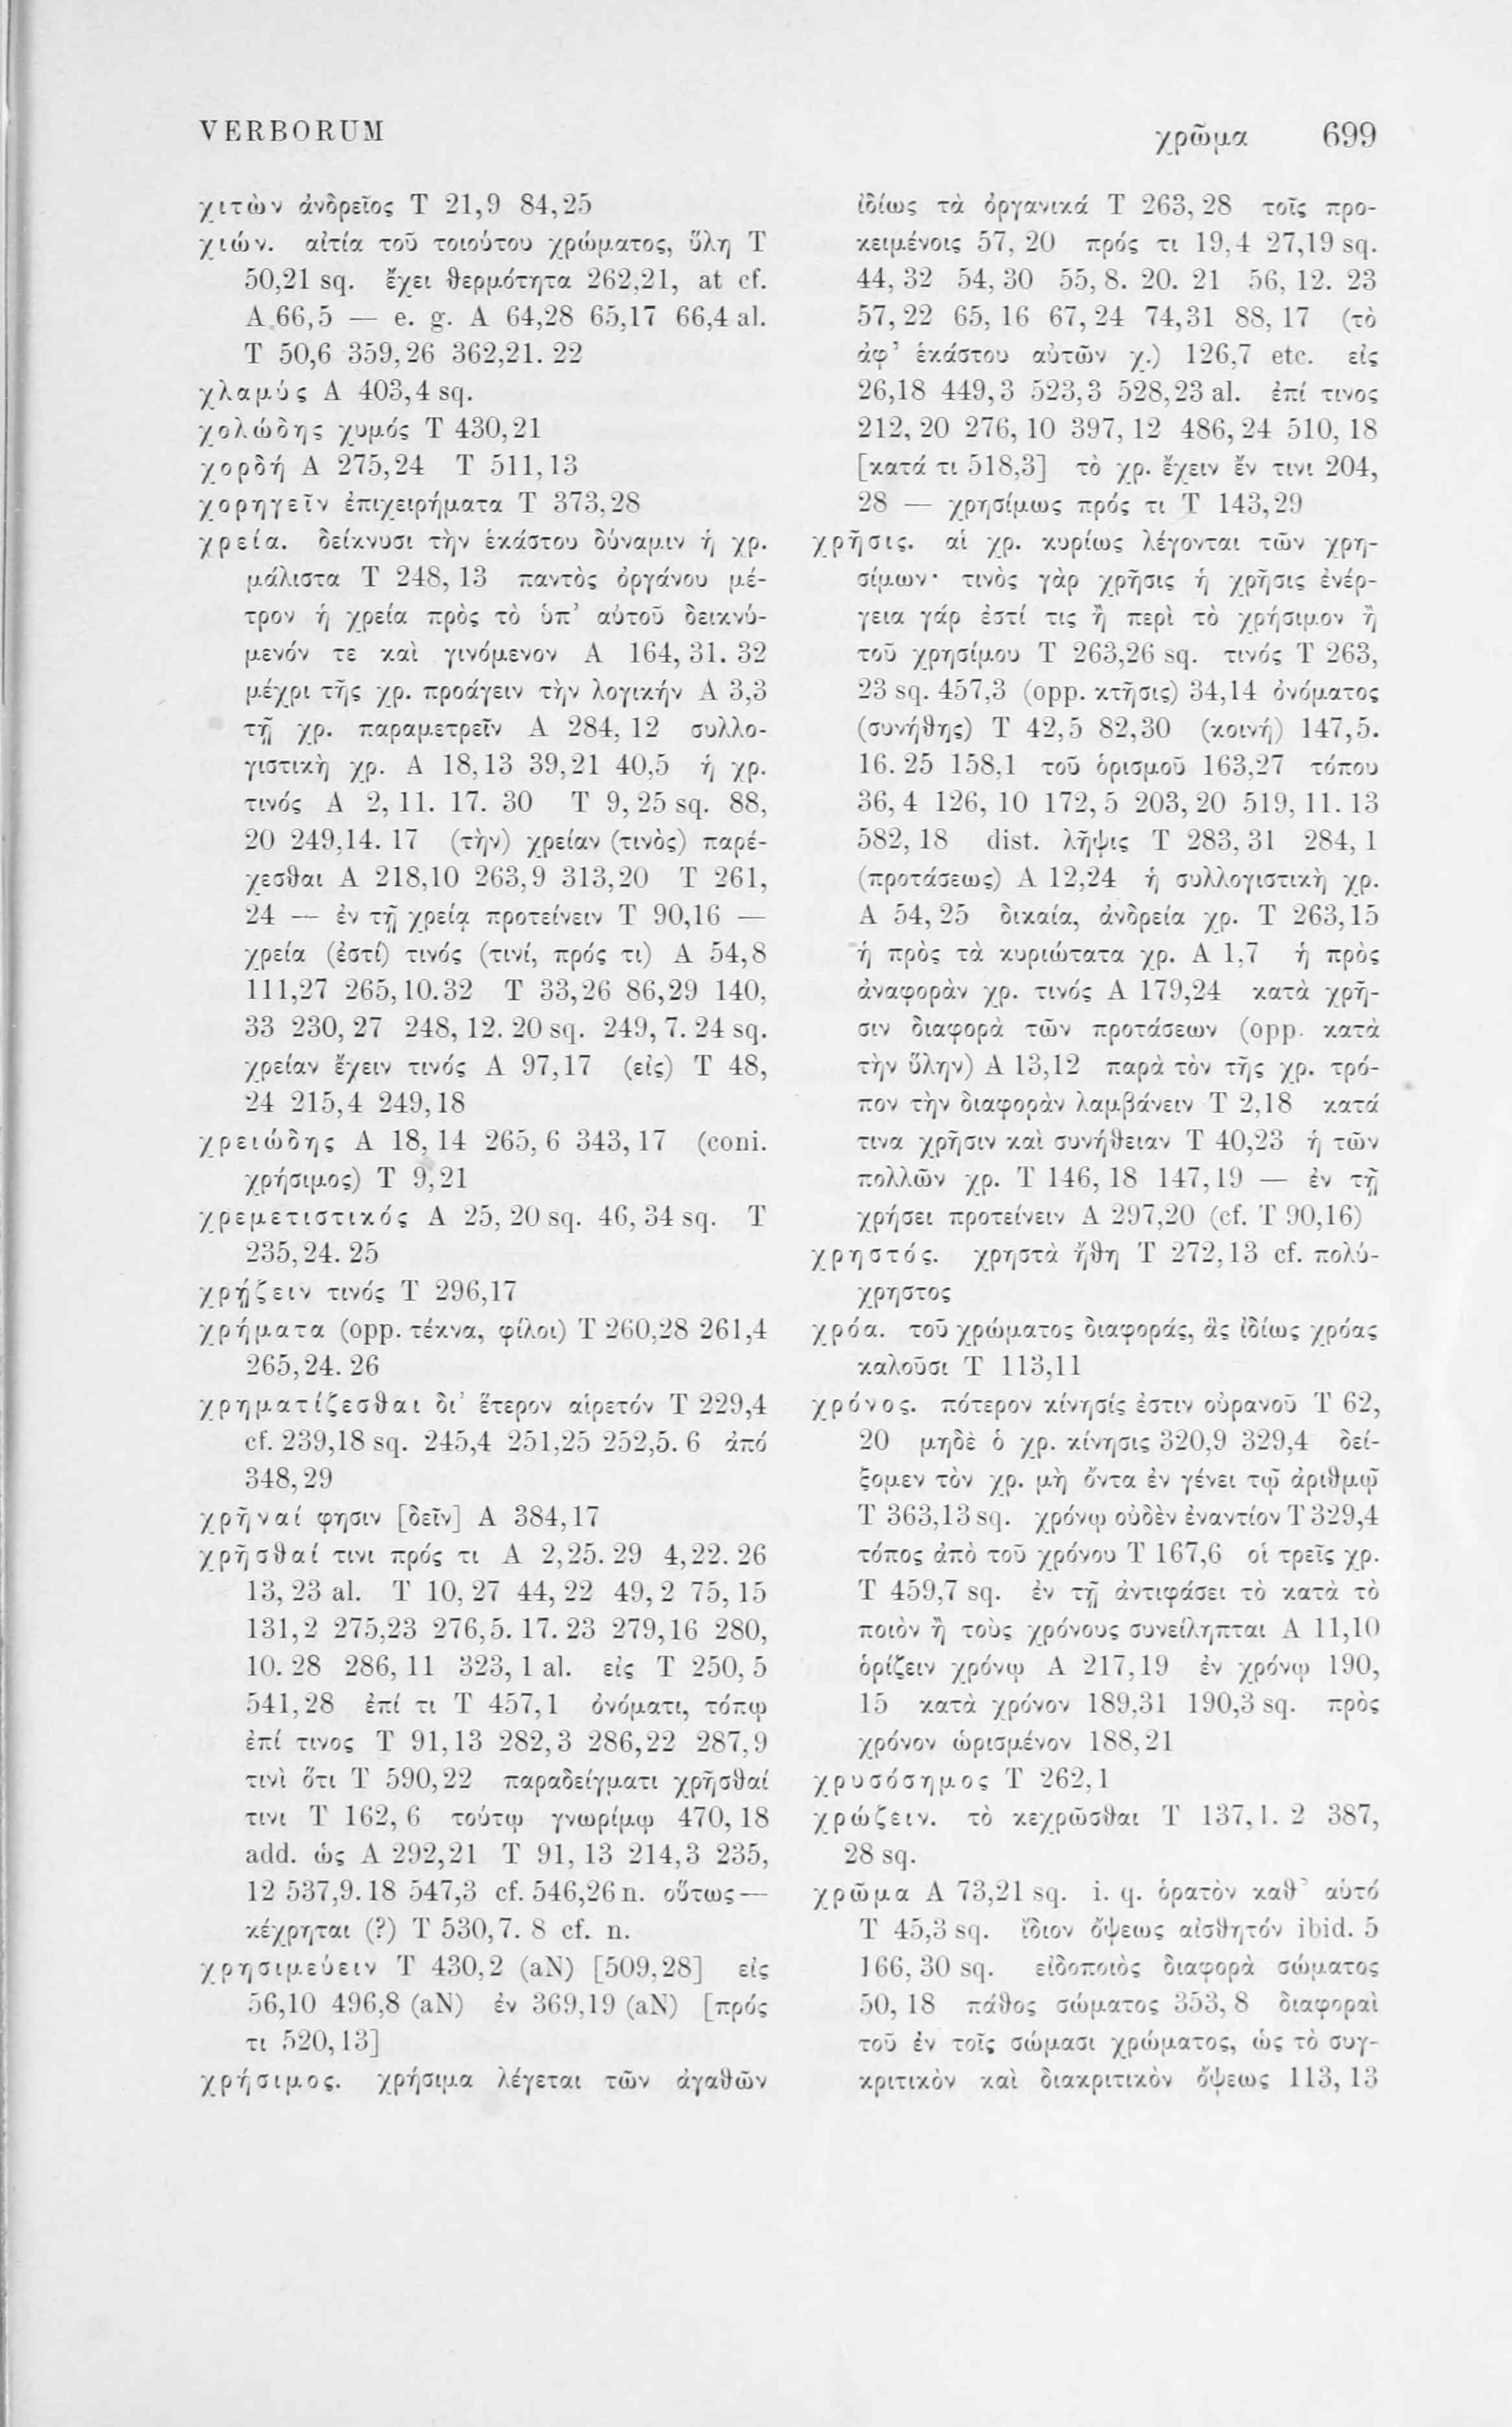 VERBORUM
χρῶμα 699
χιτὼν ἀνδρεῖος T 21,9 84,25
χιών. αἰτία τοῦ τοιούτου χρώματος, ὕλη T
50,21 sq. ἔχει θερμότητα 262,21, at cf.
A 66,5 — e. g. A 64,28 65,17 66,4 al.
T 50,6 359,26 362,21. 22
χλαμύς A 403,4 sq.
χολώδης χυμός T 430,21
χορδή A 275,24 T 511,13
χορηγεῖν ἐπιχειρήματα T 373,28
χρεία. δείκνυσι τὴν ἑκάστου δύναμιν ἡ χρ.
μάλιστα T 248,13 παντὸς ὀργάνου μέ-
τρον ἡ χρεία πρὸς τὸ ὑπ’ αὐτοῦ δεικνύ-
μενόν τε καὶ γινόμενον A 164,31. 32
μέχρι τῆς χρ. προάγειν τὴν λογικήν A 3,3
τῇ χρ. παραμετρεῖν A 284,12 συλλο-
γιστικὴ χρ. A 18,13 39,21 40,5 ἡ χρ.
τινός A 2,11. 17. 30 T 9,25 sq. 88,
20 249,14. 17 (τὴν) χρείαν (τινὸς) παρέ-
χεσθαι A 218,10 263,9 313,20 T 261,
24 — ἐν τῇ χρείᾳ προτείνειν T 90,16 —
χρεία (ἐστί) τινός (τινί, πρός τι) A 54,8
111,27 265,10.32 T 33,26 86,29 140,
33 230,27 248,12. 20 sq. 249,7. 24 sq.
χρείαν ἔχειν τινός A 97,17 (εἰς) T 48,
24 215,4 249,18
χρειώδης A 18,14 265,6 343,17 (coni.
χρήσιμος) T 9,21
χρεμετιστικός A 25,20 sq. 46,34 sq. T
235,24. 25
χρῄζειν τινός T 296,17
χρήματα (opp. τέκνα, φίλοι) T 260,28 261,4
265,24. 26
χρηματίζεσθαι δι’ ἕτερον αἱρετόν T 229,4
cf. 239,18 sq. 245,4 251,25 252,5. 6 ἀπό
348,29
χρῆναί φησιν [δεῖν] A 384,17
χρῆσθαί τινι πρός τι A 2,25. 29 4,22. 26
13,23 al. T 10,27 44,22 49,2 75,15
131,2 275,23 276,5. 17. 23 279,16 280,
10. 28 286,11 323,1 al. εἰς T 250,5
541,28 ἐπί τι T 457,1 ὀνόματι, τόπῳ
ἐπί τινος T 91,13 282,3 286,22 287,9
τινὶ ὅτι T 590,22 παραδείγματι χρῆσθαί
τινι T 162,6 τούτῳ γνωρίμῳ 470,18
add. ὡς A 292,21 T 91,13 214,3 235,
12 537,9. 18 547,3 cf. 546,26 n. οὕτως —
κέχρηται (?) T 530,7. 8 cf. n.
χρησιμεύειν T 430,2 (aN) [509,28] εἰς
56,10 496,8 (aN) ἐν 369,19 (aN) [πρός
τι 520,13]
χρήσιμος. χρήσιμα λέγεται τῶν ἀγαθῶν
ἰδίως τὰ ὀργανικά T 263,28 τοῖς προ-
κειμένοις 57,20 πρός τι 19,4 27,19 sq.
44,32 54,30 55,8. 20. 21 56,12. 23
57,22 65,16 67,24 74,31 88,17 (τὸ
ἀφ’ ἑκάστου αὐτῶν χ.) 126,7 etc. εἰς
26,18 449,3 523,3 528,23 al. ἐπί τινος
212,20 276,10 397,12 486,24 510,18
[κατά τι 518,3] τὸ χρ. ἔχειν ἔν τινι 204,
28 — χρησίμως πρός τι T 143,29
χρῆσις. αἱ χρ. κυρίως λέγονται τῶν χρη-
σίμων· τινὸς γὰρ χρῆσις ἡ χρῆσις ἐνέρ-
γεια γάρ ἐστί τις ἢ περὶ τὸ χρήσιμον ἢ
τοῦ χρησίμου T 263,26 sq. τινός T 263,
23 sq. 457,3 (opp. κτῆσις) 34,14 ὀνόματος
(συνήθης) T 42,5 82,30 (κοινή) 147,5.
16. 25 158,1 τοῦ ὁρισμοῦ 163,27 τόπου
36,4 126,10 172,5 203,20 519,11. 13
582,18 dist. λῆψις T 283,31 284,1
(προτάσεως) A 12,24 ἡ συλλογιστικὴ χρ.
A 54,25 δικαία, ἀνδρεία χρ. T 263,15
ἡ πρὸς τὰ κυριώτατα χρ. A 1,7 ἡ πρὸς
ἀναφορὰν χρ. τινός A 179,24 κατὰ χρῆ-
σιν διαφορὰ τῶν προτάσεων (opp. κατὰ
τὴν ὕλην) A 13,12 παρὰ τὸν τῆς χρ. τρό-
πον τὴν διαφορὰν λαμβάνειν T 2,18 κατά
τινα χρῆσιν καὶ συνήθειαν T 40,23 ἡ τῶν
πολλῶν χρ. T 146,18 147,19 — ἐν τῇ
χρήσει προτείνειν A 297,20 (cf. T 90,16)
χρηστός. χρηστὰ ἤθη T 272,13 cf. πολύ-
χρηστος
χρόα. τοῦ χρώματος διαφοράς, ἃς ἰδίως χρόας
καλοῦσι T 113,11
χρόνος. πότερον κίνησίς ἐστιν οὐρανοῦ T 62,
20 μηδὲ ὁ χρ. κίνησις 320,9 329,4 δεί-
ξομεν τὸν χρ. μὴ ὄντα ἐν γένει τῷ ἀριθμῷ
T 363,13 sq. χρόνῳ οὐδὲν ἐναντίον T 329,4
τόπος ἀπὸ τοῦ χρόνου T 167,6 οἱ τρεῖς χρ.
T 459,7 sq. ἐν τῇ ἀντιφάσει τὸ κατὰ τὸ
ποιὸν ἢ τοὺς χρόνους συνείληπται A 11,10
ὁρίζειν χρόνῳ A 217,19 ἐν χρόνῳ 190,
15 κατὰ χρόνον 189,31 190,3 sq. πρὸς
χρόνον ὡρισμένον 188,21
χρυσόσημος T 262,1
χρώζειν. τὸ κεχρῶσθαι T 137,1. 2 387,
28 sq.
χρῶμα A 73,21 sq. i. q. ὁρατὸν καθ’ αὑτό
T 45,3 sq. ἴδιον ὄψεως αἰσθητόν ibid. 5
166,30 sq. εἰδοποιὸς διαφορὰ σώματος
50,18 πάθος σώματος 353,8 διαφοραὶ
τοῦ ἐν τοῖς σώμασι χρώματος, ὡς τὸ συγ-
κριτικὸν καὶ διακριτικὸν ὄψεως 113,13